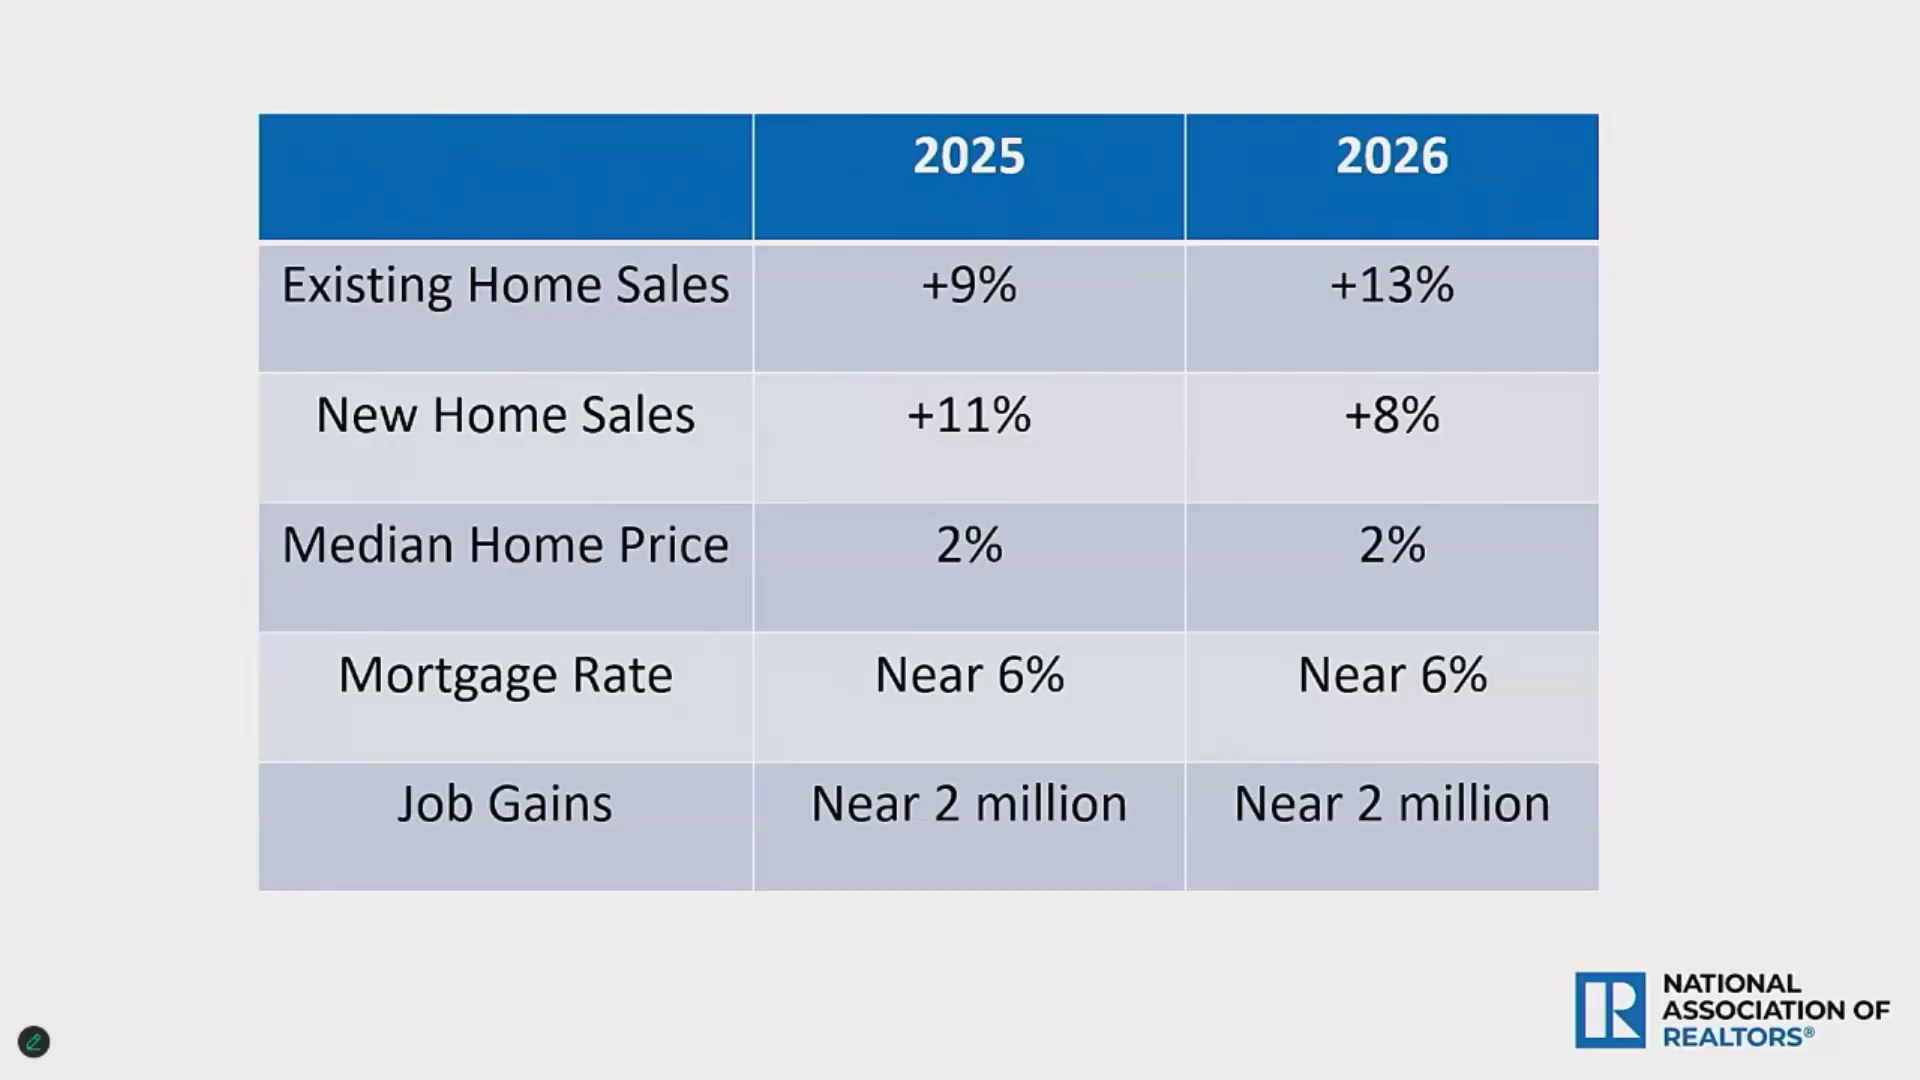 2025 2026
Existing Home Sales +9% +13%
New Home Sales +11% +8%
Median Home Price 2% 2%
Mortgage Rate Near 6% Near 6%
Job Gains Near 2 million Near 2 million
NATIONAL
ASSOCIATION OF
REALTORS®